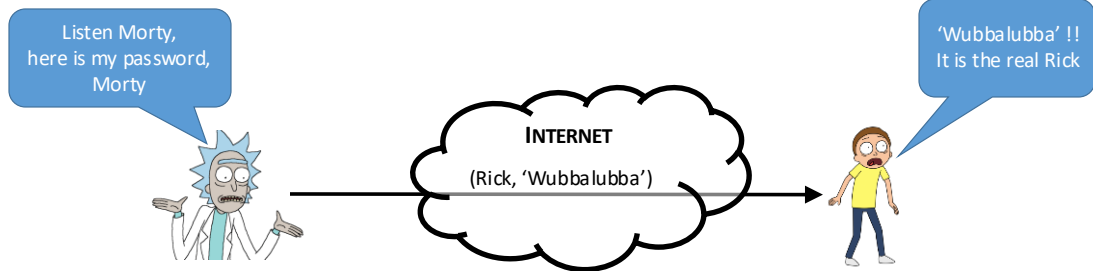 Listen Morty,
here is my password,
Morty
‘Wubbalubba’ !!
It is the real Rick
INTERNET
(Rick, ‘Wubbalubba’)